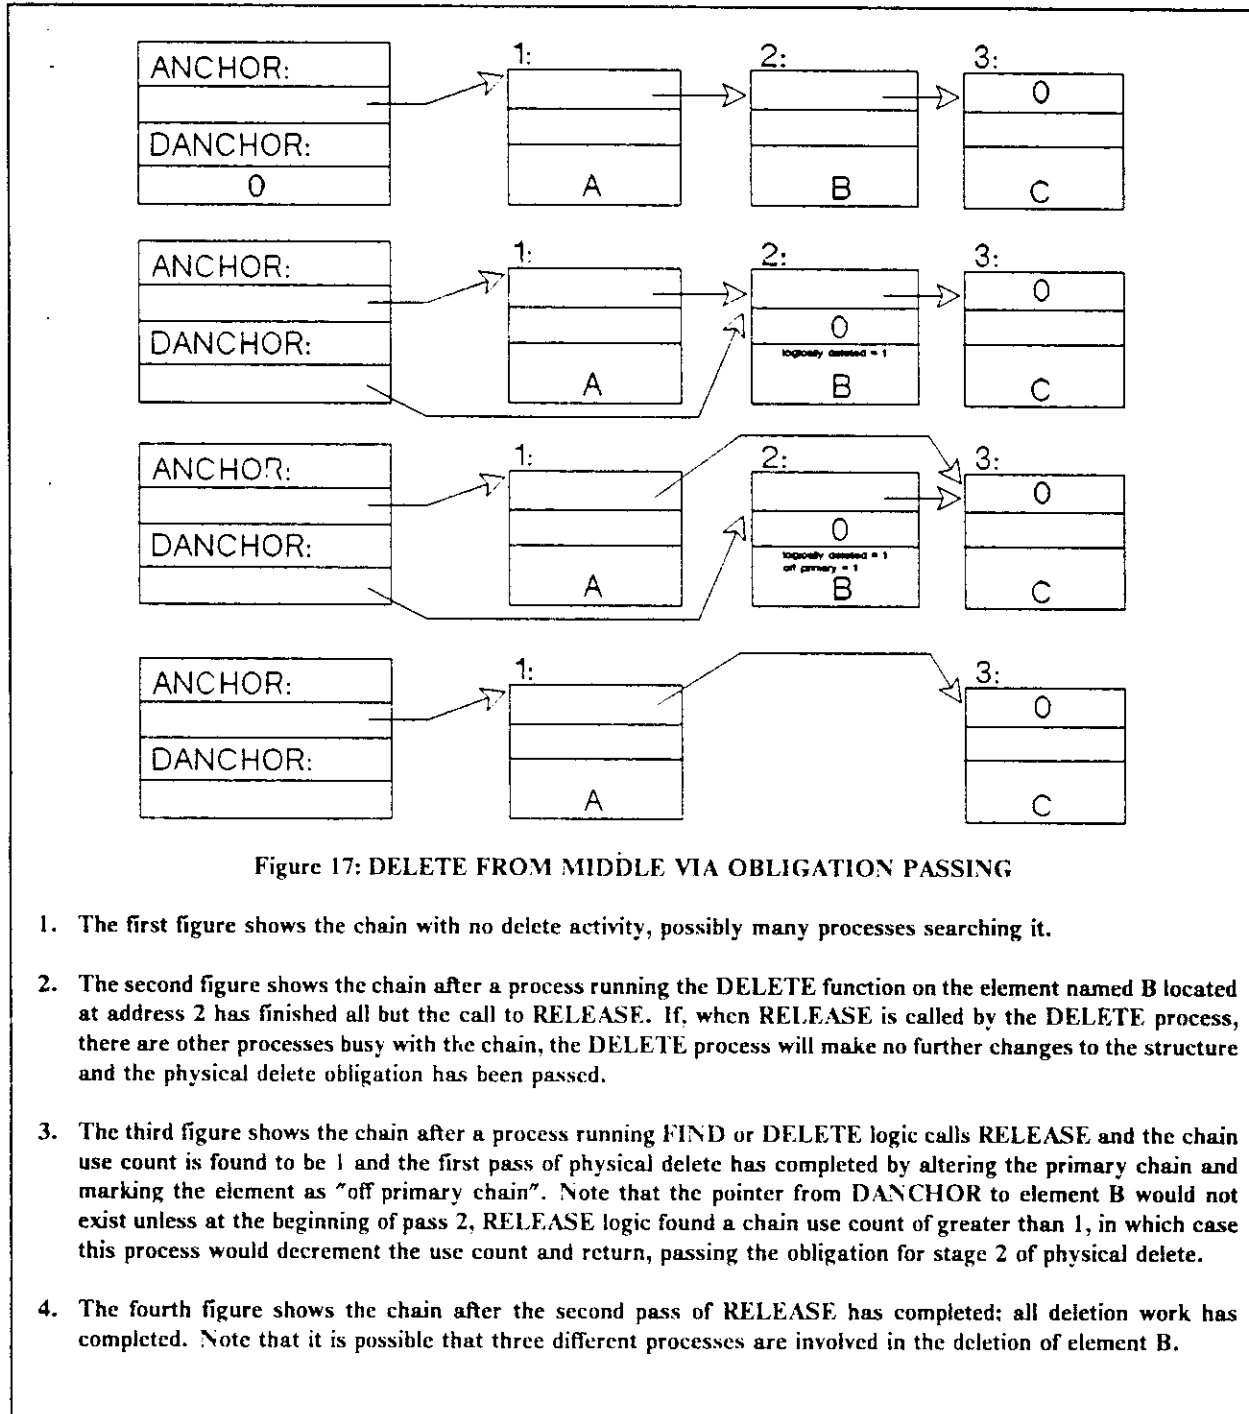 1: 2: 3:
ANCHOR: 0
DANCHOR:
0 A B C
1: 2: 3:
ANCHOR: 0
0
DANCHOR: logically deleted = 1
A B C
1: 2: 3:
ANCHOR: 0
0
DANCHOR: logically deleted = 1
off primary = 1
A B C
1: 3:
ANCHOR: 0
DANCHOR:
A C
Figure 17: DELETE FROM MIDDLE VIA OBLIGATION PASSING
1. The first figure shows the chain with no delete activity, possibly many processes searching it.
2. The second figure shows the chain after a process running the DELETE function on the element named B located
at address 2 has finished all but the call to RELEASE. If, when RELEASE is called by the DELETE process,
there are other processes busy with the chain, the DELETE process will make no further changes to the structure
and the physical delete obligation has been passed.
3. The third figure shows the chain after a process running FIND or DELETE logic calls RELEASE and the chain
use count is found to be 1 and the first pass of physical delete has completed by altering the primary chain and
marking the element as "off primary chain". Note that the pointer from DANCHOR to element B would not
exist unless at the beginning of pass 2, RELEASE logic found a chain use count of greater than 1, in which case
this process would decrement the use count and return, passing the obligation for stage 2 of physical delete.
4. The fourth figure shows the chain after the second pass of RELEASE has completed; all deletion work has
completed. Note that it is possible that three different processes are involved in the deletion of element B.